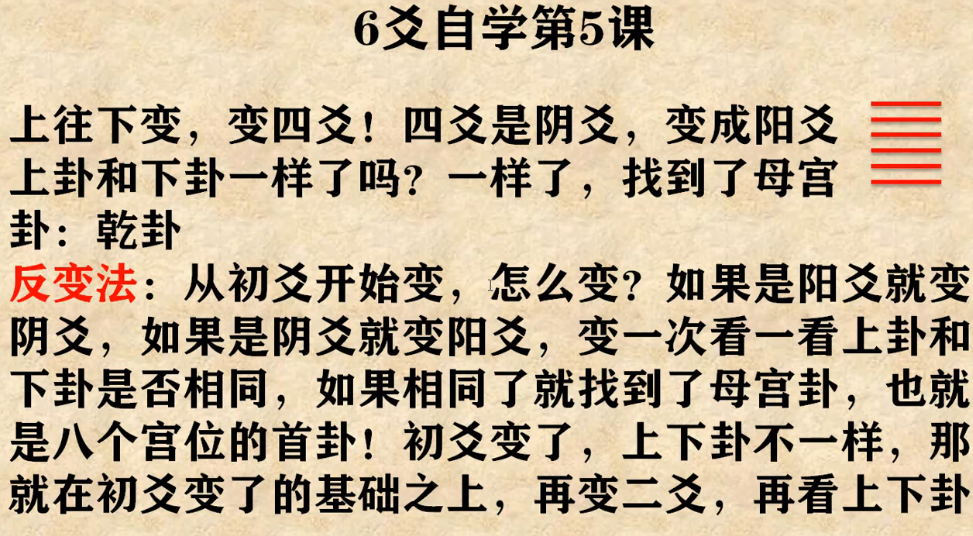 6爻自学第5课
上往下变，变四爻！四爻是阴爻，变成阳爻
上卦和下卦一样了吗？一样了，找到了母宫
卦：乾卦
反变法：从初爻开始变，怎么变？如果是阳爻就变
阴爻，如果是阴爻就变阳爻，变一次看一看上卦和
下卦是否相同，如果相同了就找到了母宫卦，也就
是八个宫位的首卦！初爻变了，上下卦不一样，那
就在初爻变了的基础之上，再变二爻，再看上下卦